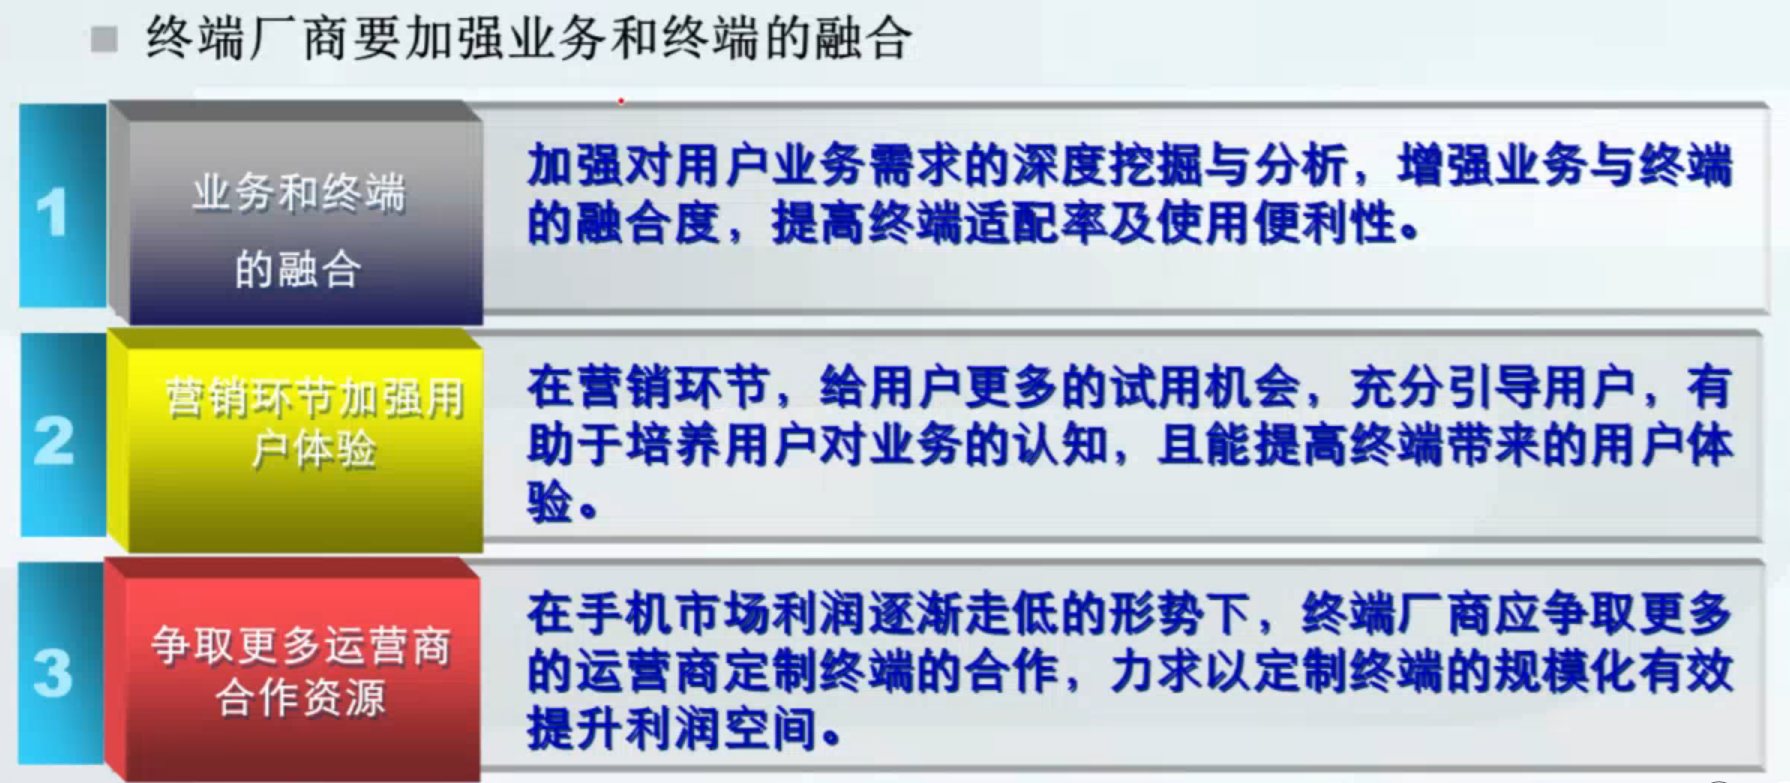 终端厂商要加强业务和终端的融合
1
业务和终端
的融合
加强对用户业务需求的深度挖掘与分析，增强业务与终端
的融合度，提高终端适配率及使用便利性。
2
营销环节加强用
户体验
在营销环节，给用户更多的试用机会，充分引导用户，有
助于培养用户对业务的认知，且能提高终端带来的用户体
验。
3
争取更多运营商
合作资源
在手机市场利润逐渐走低的形势下，终端厂商应争取更多
的运营商定制终端的合作，力求以定制终端的规模化有效
提升利润空间。